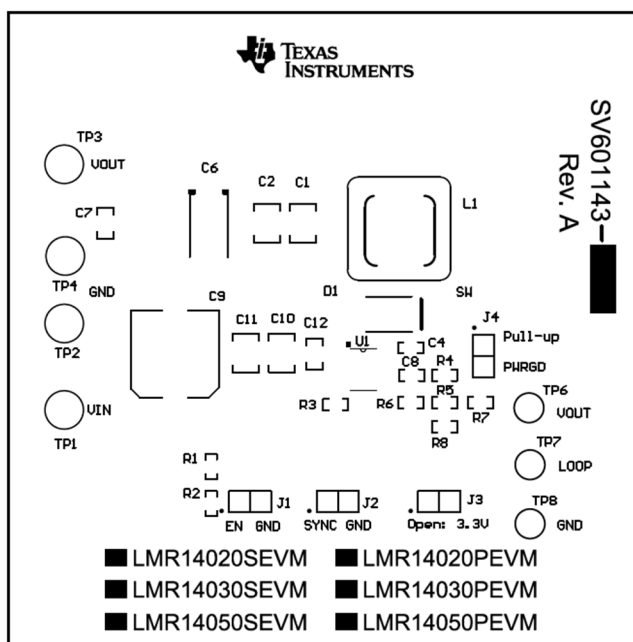 TEXAS
INSTRUMENTS
SV601143-
Rev. A
TP3
VOUT
C6
C2 C1
C7
L1
TP4
GND
D1
SW
TP2
C9
C11
C10
C12
U1
C4
J4
Pull-up
PWRGD
C8
R4
R5
R3
R6
R7
R8
VIN
TP1
TP6
VOUT
TP7
LOOP
R1
R2
J1
J2
J3
TP8
GND
EN GND
SYNC GND
Open: 3.3V
LMR14020SEVM LMR14020PEVM
LMR14030SEVM LMR14030PEVM
LMR14050SEVM LMR14050PEVM